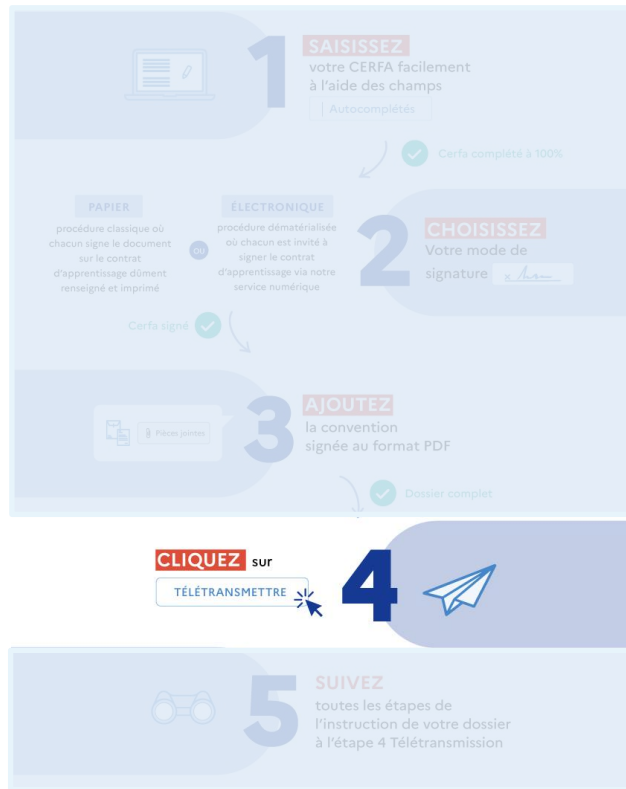 1
SAISISSEZ
votre CERFA facilement
à l'aide des champs
Autocomplétés
Cerfa complété à 100%
PAPIER
procédure classique où
chacun signe le document
sur le contrat
d'apprentissage dûment
renseigné et imprimé
OU
ÉLECTRONIQUE
procédure dématérialisée
où chacun est invité à
signer le contrat
d'apprentissage via notre
service numérique
2
CHOISISSEZ
Votre mode de
signature
Cerfa signé
3
AJOUTEZ
la convention
signée au format PDF
Pièces jointes
Dossier complet
CLIQUEZ sur
TÉLÉTRANSMETTRE
4
5
SUIVEZ
toutes les étapes de
l'instruction de votre dossier
à l'étape 4 Télétransmission